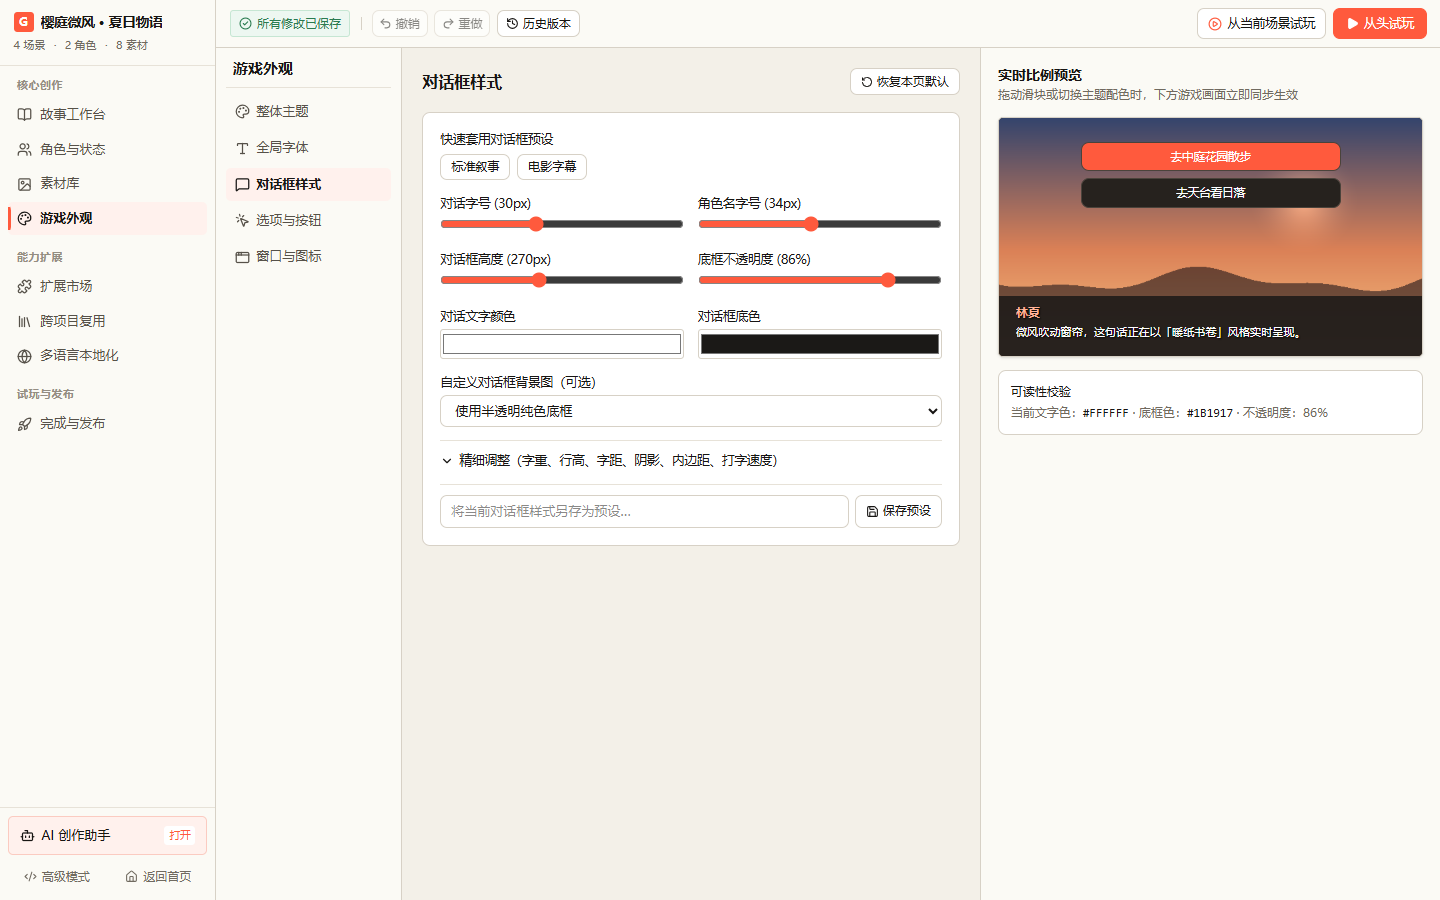 G 樱庭微风 • 夏日物语
4 场景 · 2 角色 · 8 素材
核心创作
故事工作台
角色与状态
素材库
游戏外观
能力扩展
扩展市场
跨项目复用
多语言本地化
试玩与发布
完成与发布
AI 创作助手 打开
高级模式 返回首页
所有修改已保存 撤销 重做 历史版本 从当前场景试玩 从头试玩
游戏外观
整体主题
全局字体
对话框样式
选项与按钮
窗口与图标
对话框样式 恢复本页默认
快速套用对话框预设
标准叙事 电影字幕
对话字号 (30px) 角色名字号 (34px)
对话框高度 (270px) 底框不透明度 (86%)
对话文字颜色 对话框底色
自定义对话框背景图（可选）
使用半透明纯色底框
精细调整（字重、行高、字距、阴影、内边距、打字速度）
将当前对话框样式另存为预设... 保存预设
实时比例预览
拖动滑块或切换主题配色时，下方游戏画面立即同步生效
去中庭花园散步
去天台看日落
林夏
微风吹动窗帘，这句话正在以「暖纸书卷」风格实时呈现。
可读性校验
当前文字色：#FFFFFF · 底框色：#1B1917 · 不透明度：86%